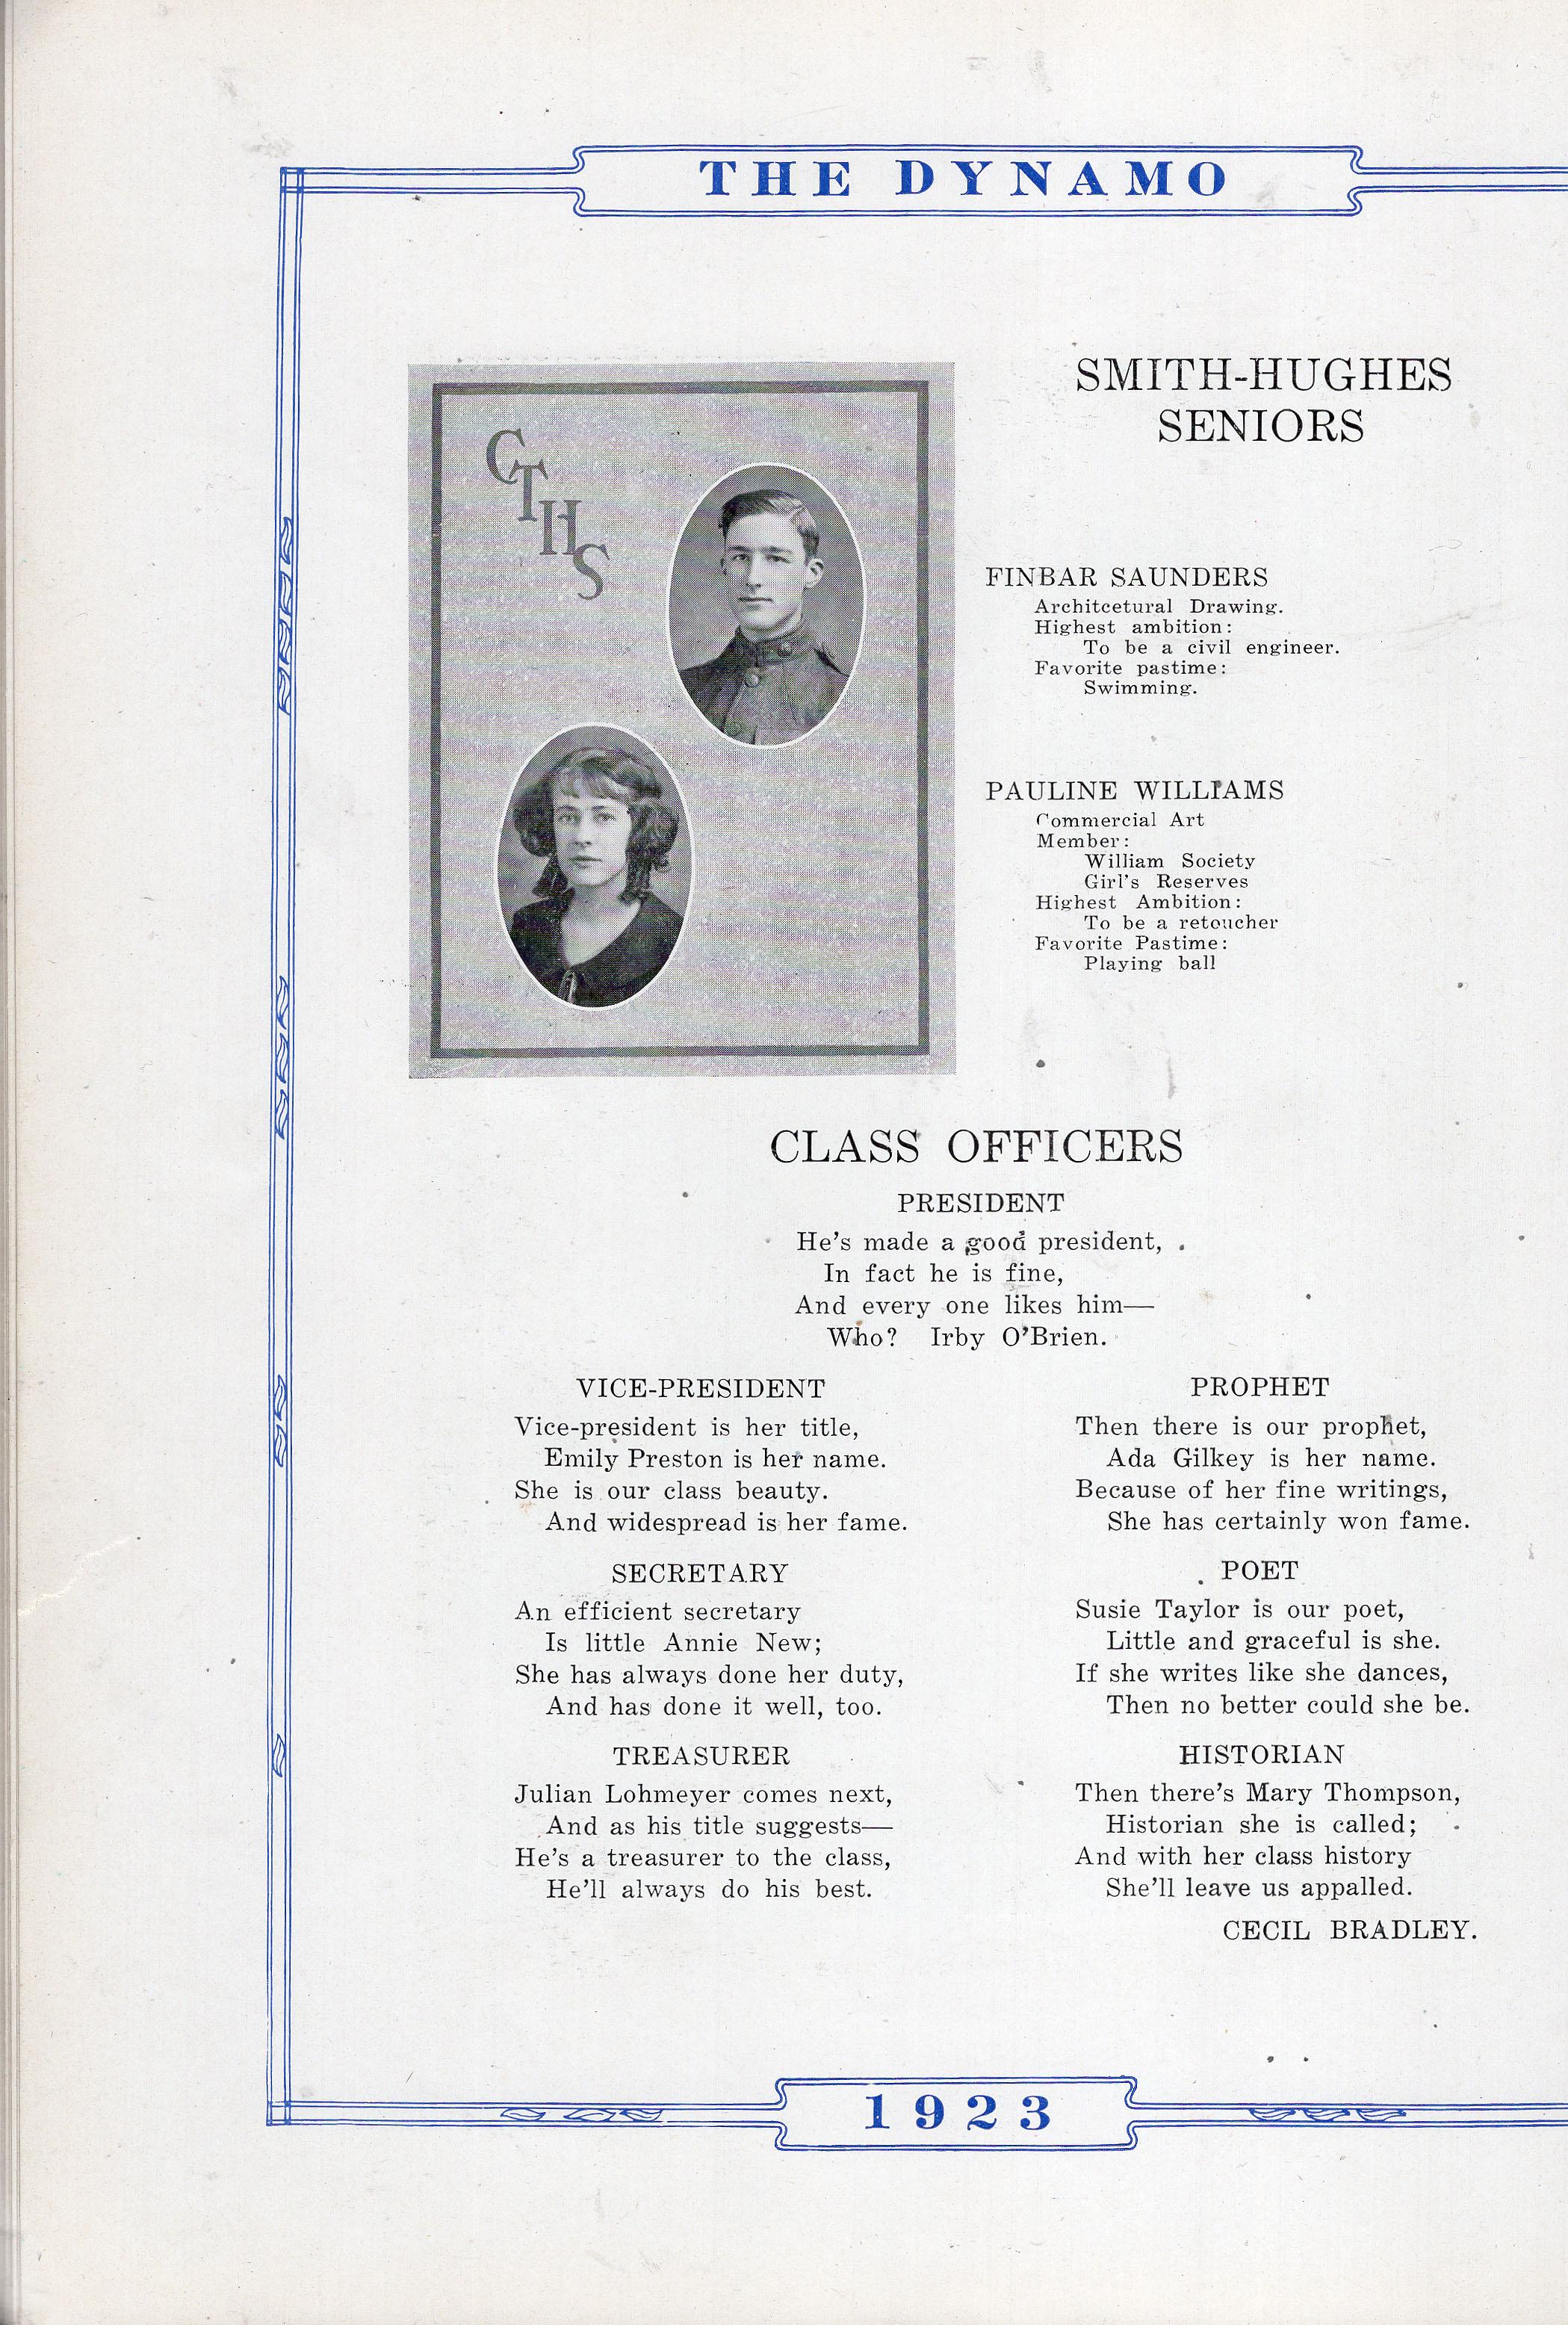 THE DYNAMO
CTHS
SMITH-HUGHES
SENIORS
FINBAR SAUNDERS
Architcetural Drawing.
Highest ambition:
To be a civil engineer.
Favorite pastime:
Swimming.
PAULINE WILLIAMS
Commercial Art
Member:
William Society
Girl's Reserves
Highest Ambition:
To be a retoucher
Favorite Pastime:
Playing ball
CLASS OFFICERS
PRESIDENT
He's made a good president,
In fact he is fine,
And every one likes him—
Who? Irby O'Brien.
VICE-PRESIDENT
Vice-president is her title,
Emily Preston is her name.
She is our class beauty.
And widespread is her fame.
SECRETARY
An efficient secretary
Is little Annie New;
She has always done her duty,
And has done it well, too.
TREASURER
Julian Lohmeyer comes next,
And as his title suggests—
He's a treasurer to the class,
He'll always do his best.
PROPHET
Then there is our prophet,
Ada Gilkey is her name.
Because of her fine writings,
She has certainly won fame.
POET
Susie Taylor is our poet,
Little and graceful is she.
If she writes like she dances,
Then no better could she be.
HISTORIAN
Then there's Mary Thompson,
Historian she is called;
And with her class history
She'll leave us appalled.
CECIL BRADLEY.
1923